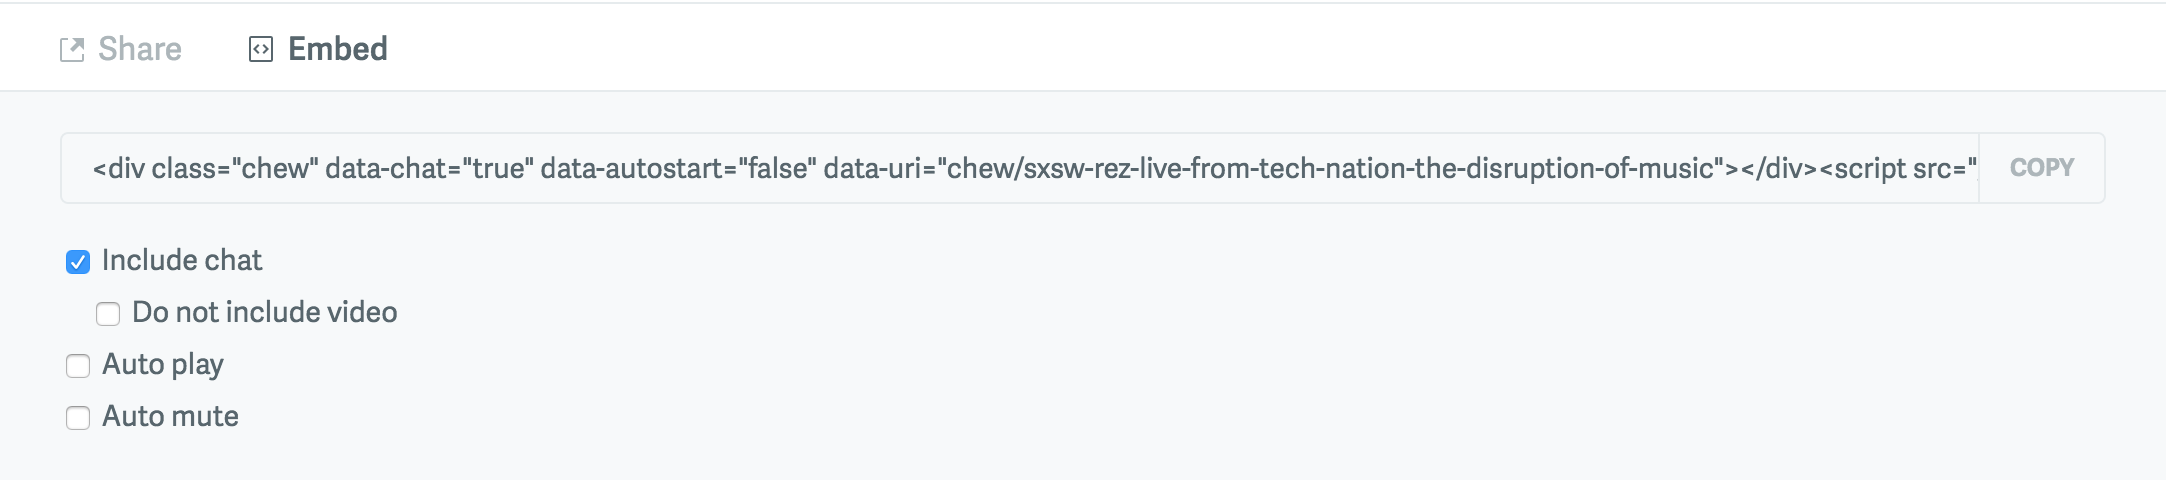 Share Embed
<div class="chew" data-chat="true" data-autostart="false" data-uri="chew/sxsw-rez-live-from-tech-nation-the-disruption-of-music"></div><script src=" COPY
Include chat
Do not include video
Auto play
Auto mute